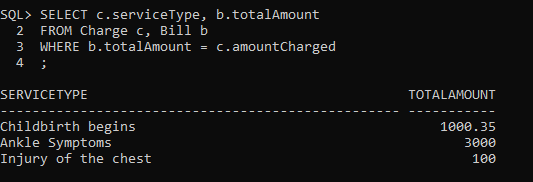 SQL> SELECT c.serviceType, b.totalAmount
2 FROM Charge c, Bill b
3 WHERE b.totalAmount = c.amountCharged
4 ;
SERVICETYPE TOTALAMOUNT
-------------------------------------------------- -----------
Childbirth begins 1000.35
Ankle Symptoms 3000
Injury of the chest 100